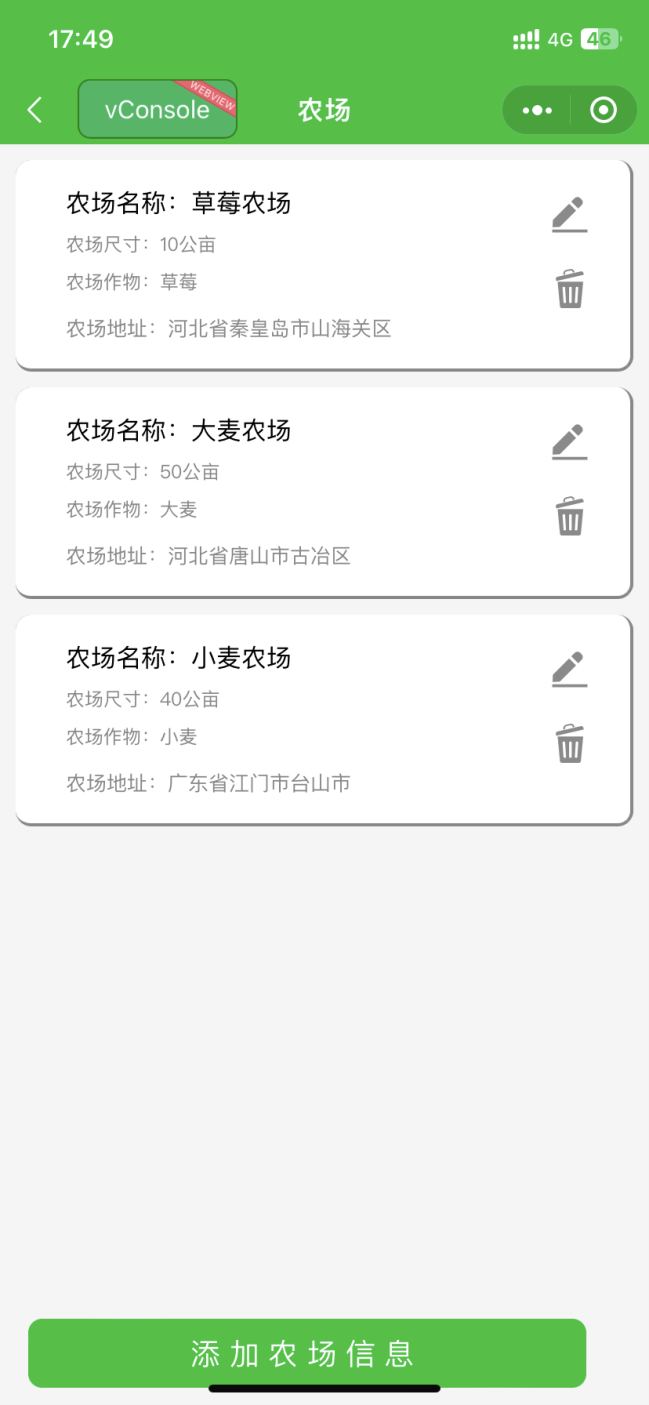 17:49
4G 46
vConsole
WEBVIEW
农场
农场名称：草莓农场
农场尺寸：10公亩
农场作物：草莓
农场地址：河北省秦皇岛市山海关区
农场名称：大麦农场
农场尺寸：50公亩
农场作物：大麦
农场地址：河北省唐山市古冶区
农场名称：小麦农场
农场尺寸：40公亩
农场作物：小麦
农场地址：广东省江门市台山市
添加农场信息